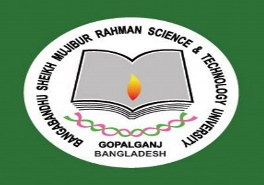 BANGABANDHU SHEIKH MUJIBUR RAHMAN SCIENCE & TECHNOLOGY UNIVERSITY
GOPALGANJ
BANGLADESH